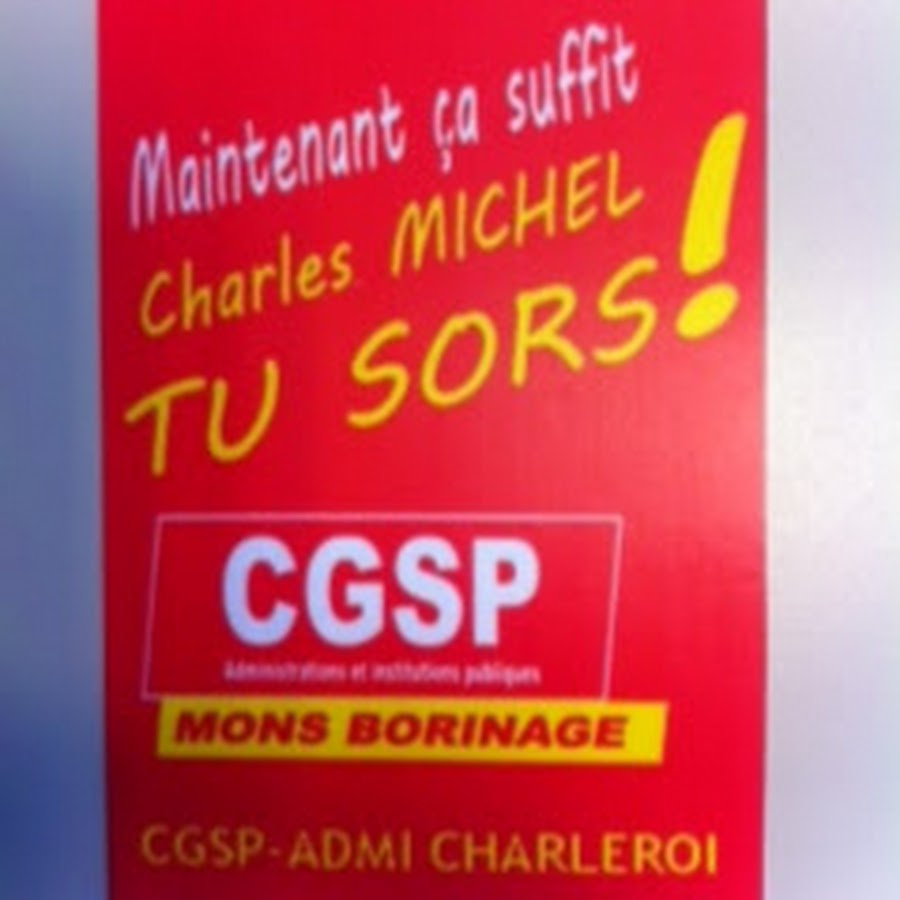 Maintenant ça suffit
Charles MICHEL
TU SORS!
CGSP
Administrations et institutions publiques
MONS BORINAGE
CGSP-ADMI CHARLEROI